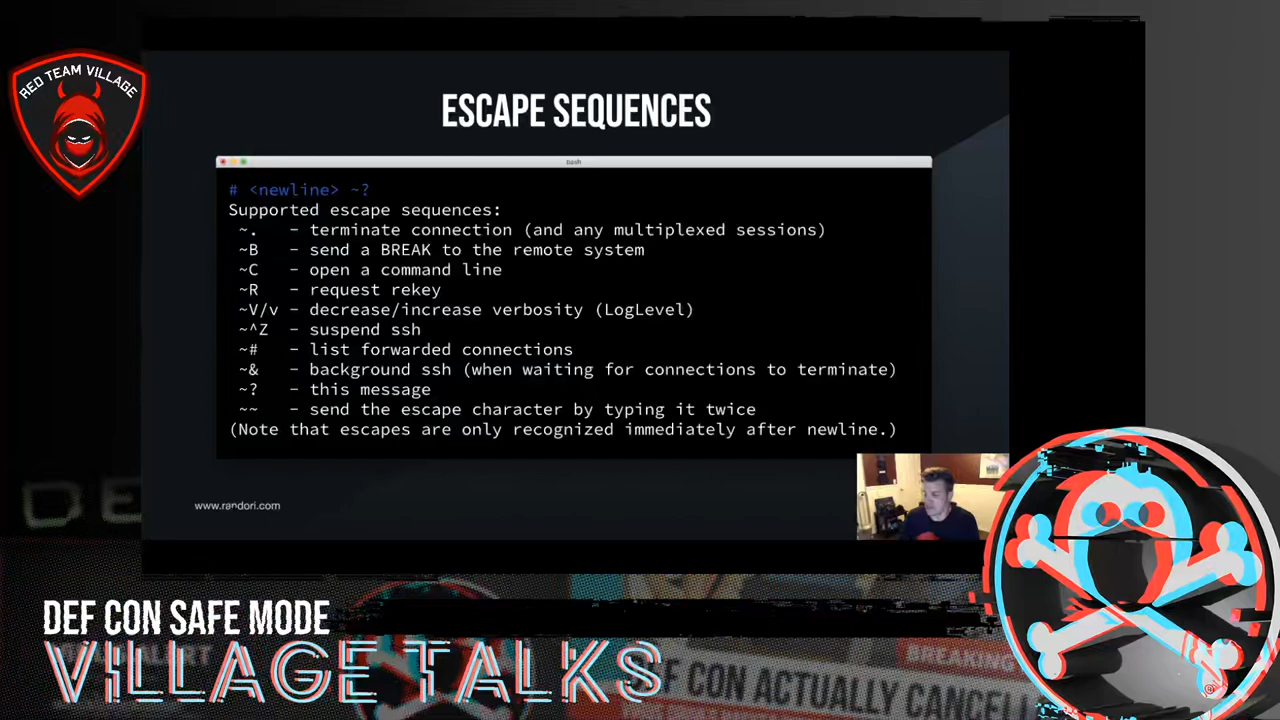 RED TEAM VILLAGE
ESCAPE SEQUENCES
bash
# <newline> ~?
Supported escape sequences:
~. - terminate connection (and any multiplexed sessions)
~B - send a BREAK to the remote system
~C - open a command line
~R - request rekey
~V/v - decrease/increase verbosity (LogLevel)
~^Z - suspend ssh
~# - list forwarded connections
~& - background ssh (when waiting for connections to terminate)
~? - this message
~~ - send the escape character by typing it twice
(Note that escapes are only recognized immediately after newline.)
www.randori.com
DEF CON SAFE MODE
VILLAGE TALKS
BREAKING
DEF CON ACTUALLY CANCEL